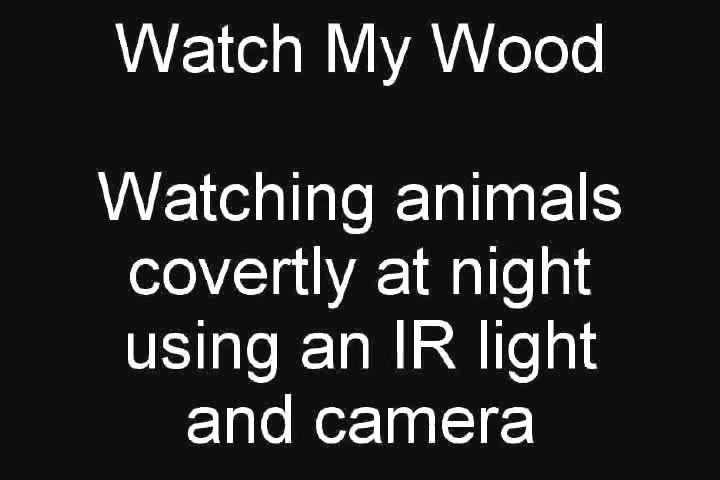 Watch My Wood
Watching animals
covertly at night
using an IR light
and camera